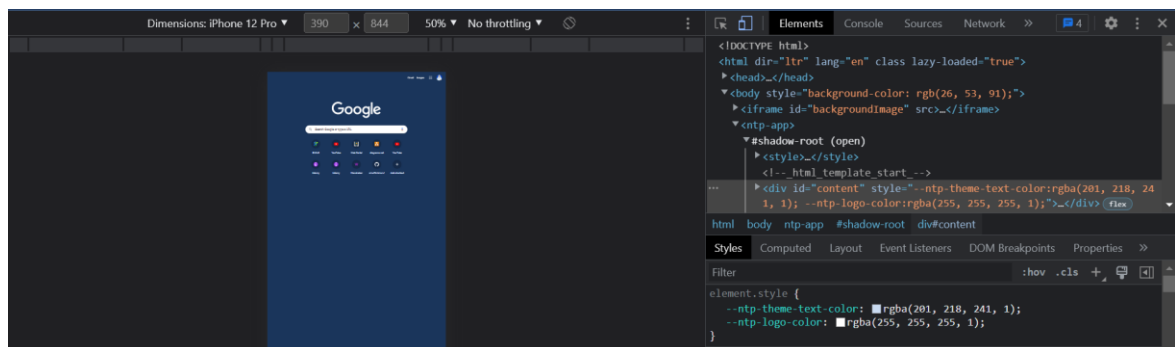 Dimensions: iPhone 12 Pro ▼ 390 × 844 50% ▼ No throttling ▼
Elements Console Sources Network » 4
<!DOCTYPE html>
<html dir="ltr" lang="en" class lazy-loaded="true">
<head>…</head>
<body style="background-color: rgb(26, 53, 91);">
<iframe id="backgroundImage" src>…</iframe>
<ntp-app>
#shadow-root (open)
<style>…</style>
<!--_html_template_start_-->
<div id="content" style="--ntp-theme-text-color:rgba(201, 218, 24
1, 1); --ntp-logo-color:rgba(255, 255, 255, 1);">…</div> flex
html body ntp-app #shadow-root div#content
Styles Computed Layout Event Listeners DOM Breakpoints Properties »
Filter :hov .cls +
element.style {
--ntp-theme-text-color: rgba(201, 218, 241, 1);
--ntp-logo-color: rgba(255, 255, 255, 1);
}
Google